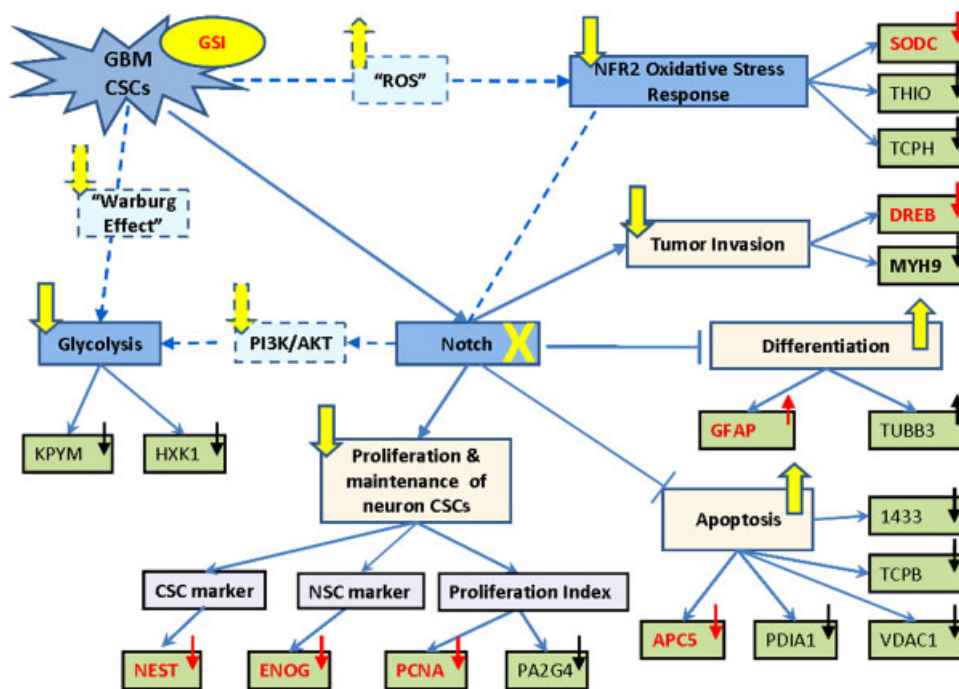 GBM
CSCs
GSI
“ROS”
NFR2 Oxidative Stress
Response
SODC
THIO
TCPH
“Warburg
Effect”
Tumor Invasion
DREB
MYH9
Glycolysis
PI3K/AKT
Notch
X
Differentiation
KPYM
HXK1
GFAP
TUBB3
Proliferation &
maintenance of
neuron CSCs
Apoptosis
1433
TCPB
CSC marker
NSC marker
Proliferation Index
APC5
PDIA1
VDAC1
NEST
ENOG
PCNA
PA2G4